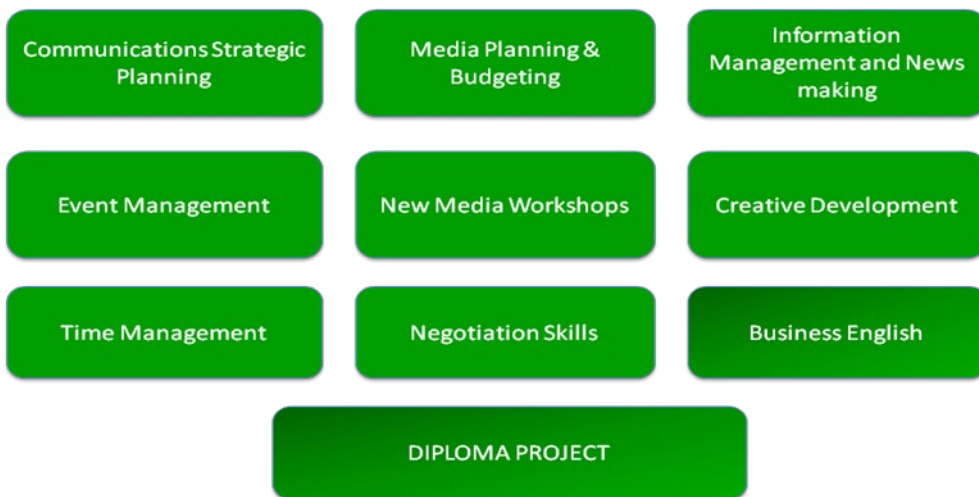 Communications Strategic
Planning
Media Planning &
Budgeting
Information
Management and News
making
Event Management
New Media Workshops
Creative Development
Time Management
Negotiation Skills
Business English
DIPLOMA PROJECT